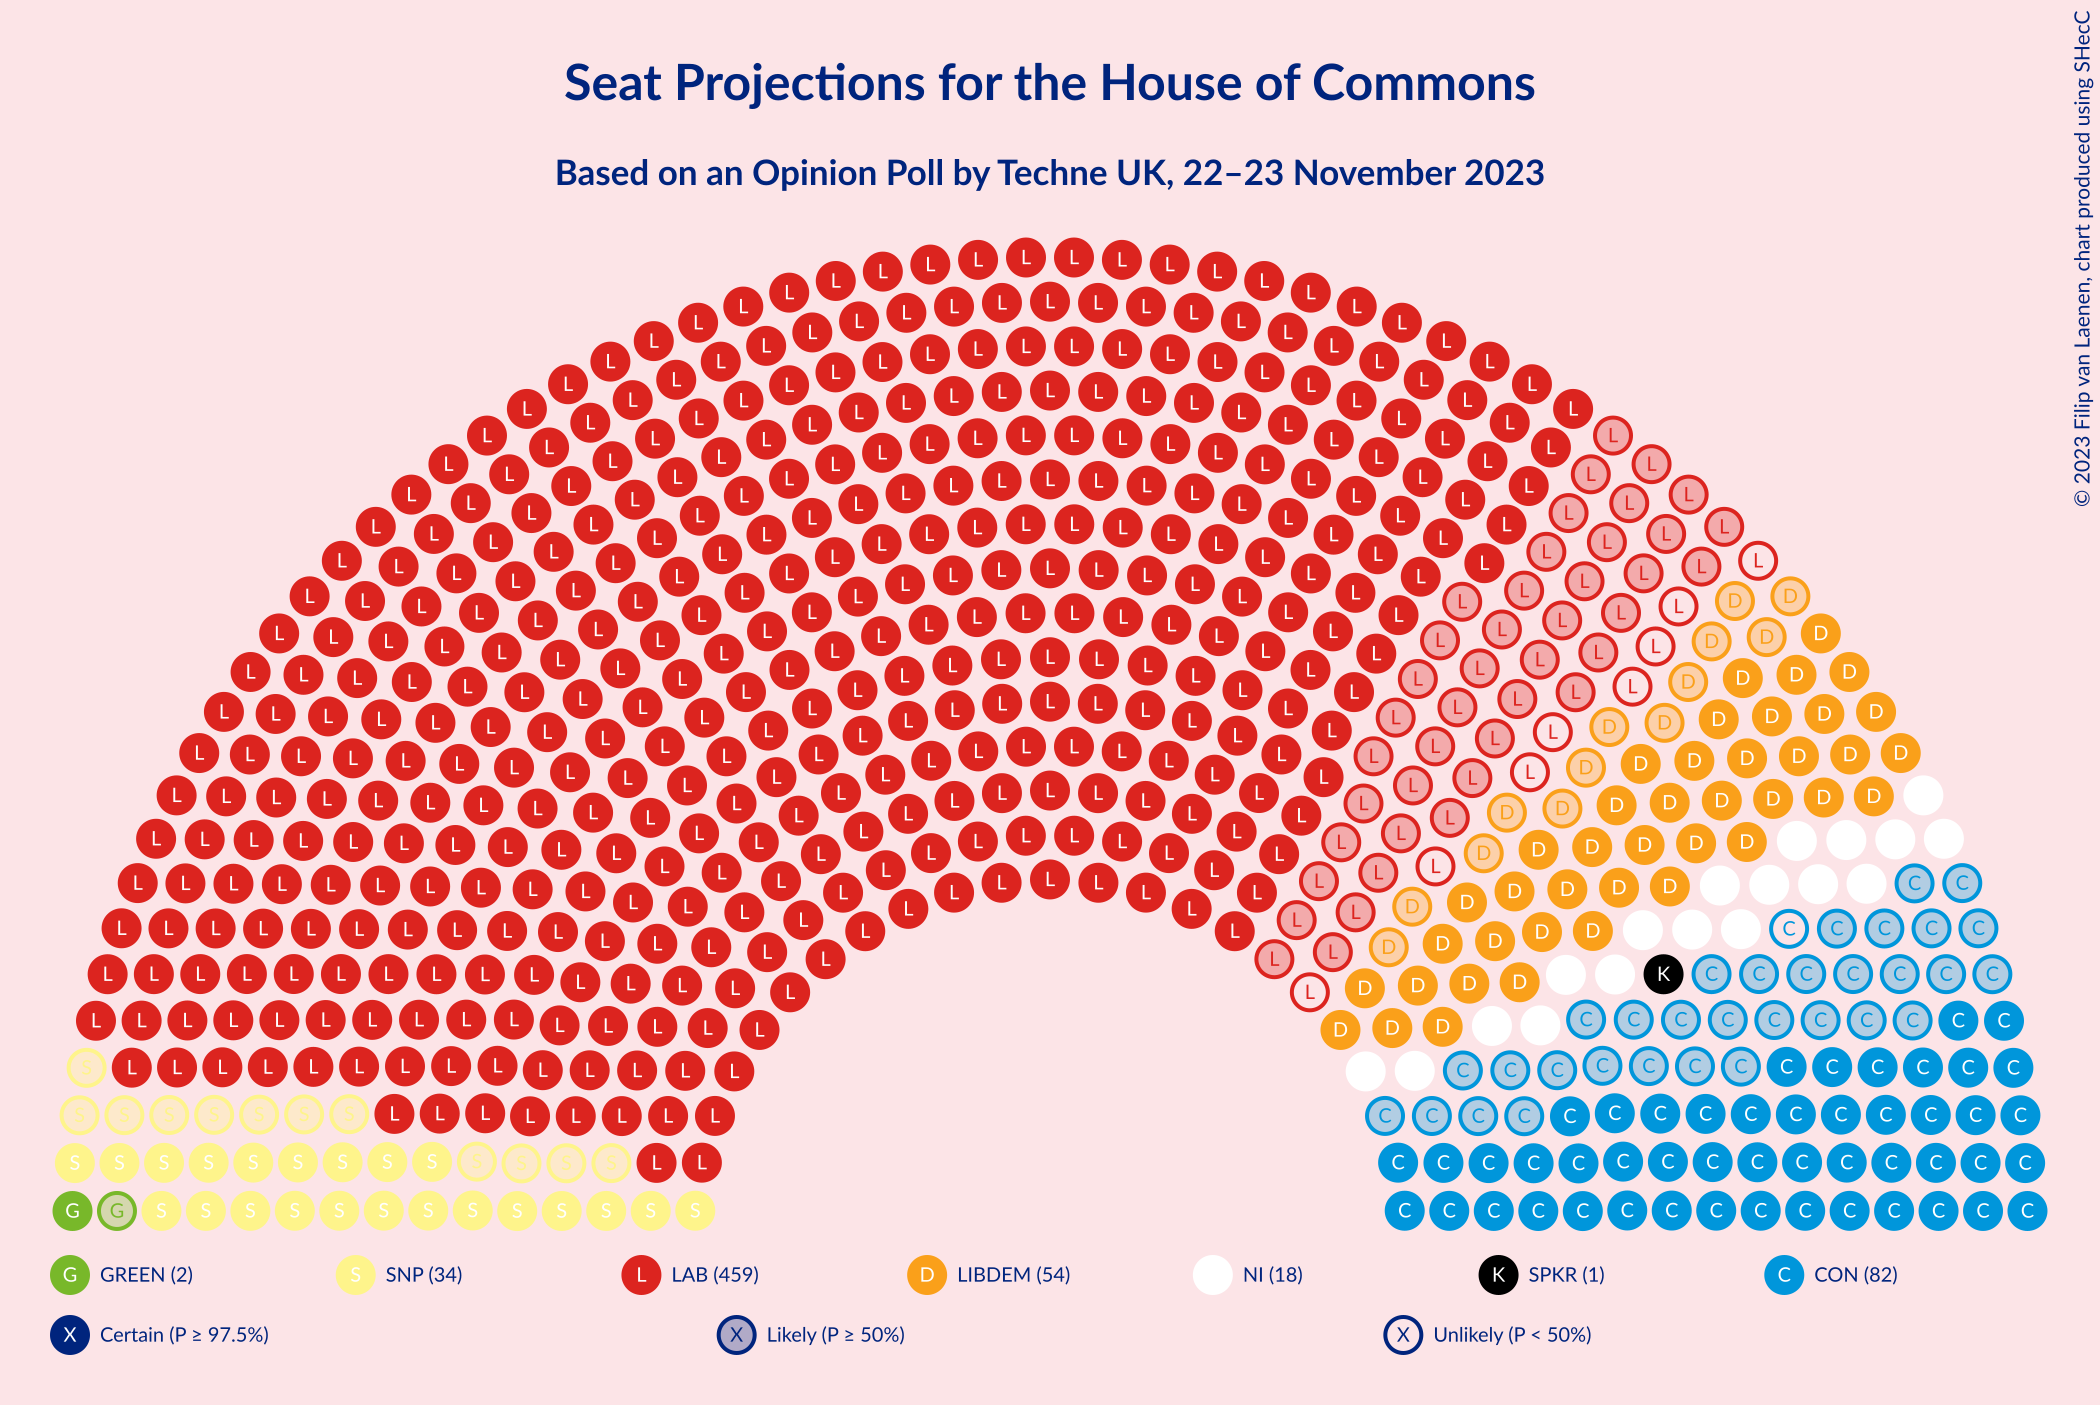 Seat Projections for the House of Commons
Based on an Opinion Poll by Techne UK, 22–23 November 2023
© 2023 Filip van Laenen, chart produced using SHecC
G GREEN (2)
S SNP (34)
L LAB (459)
D LIBDEM (54)
NI (18)
K SPKR (1)
C CON (82)
X Certain (P ≥ 97.5%)
X Likely (P ≥ 50%)
X Unlikely (P < 50%)